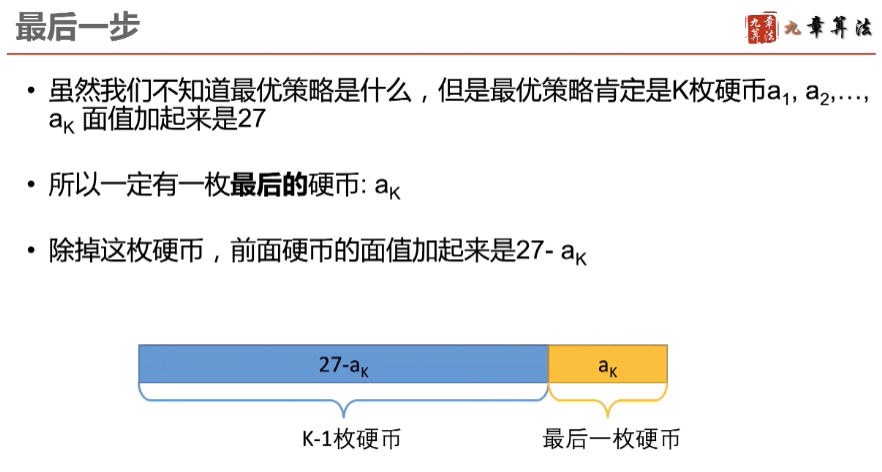 最后一步
九章算法
九章算法
• 虽然我们不知道最优策略是什么，但是最优策略肯定是K枚硬币a1, a2,…,
aK 面值加起来是27
• 所以一定有一枚最后的硬币: aK
• 除掉这枚硬币，前面硬币的面值加起来是27- aK
27-aK
aK
K-1枚硬币
最后一枚硬币